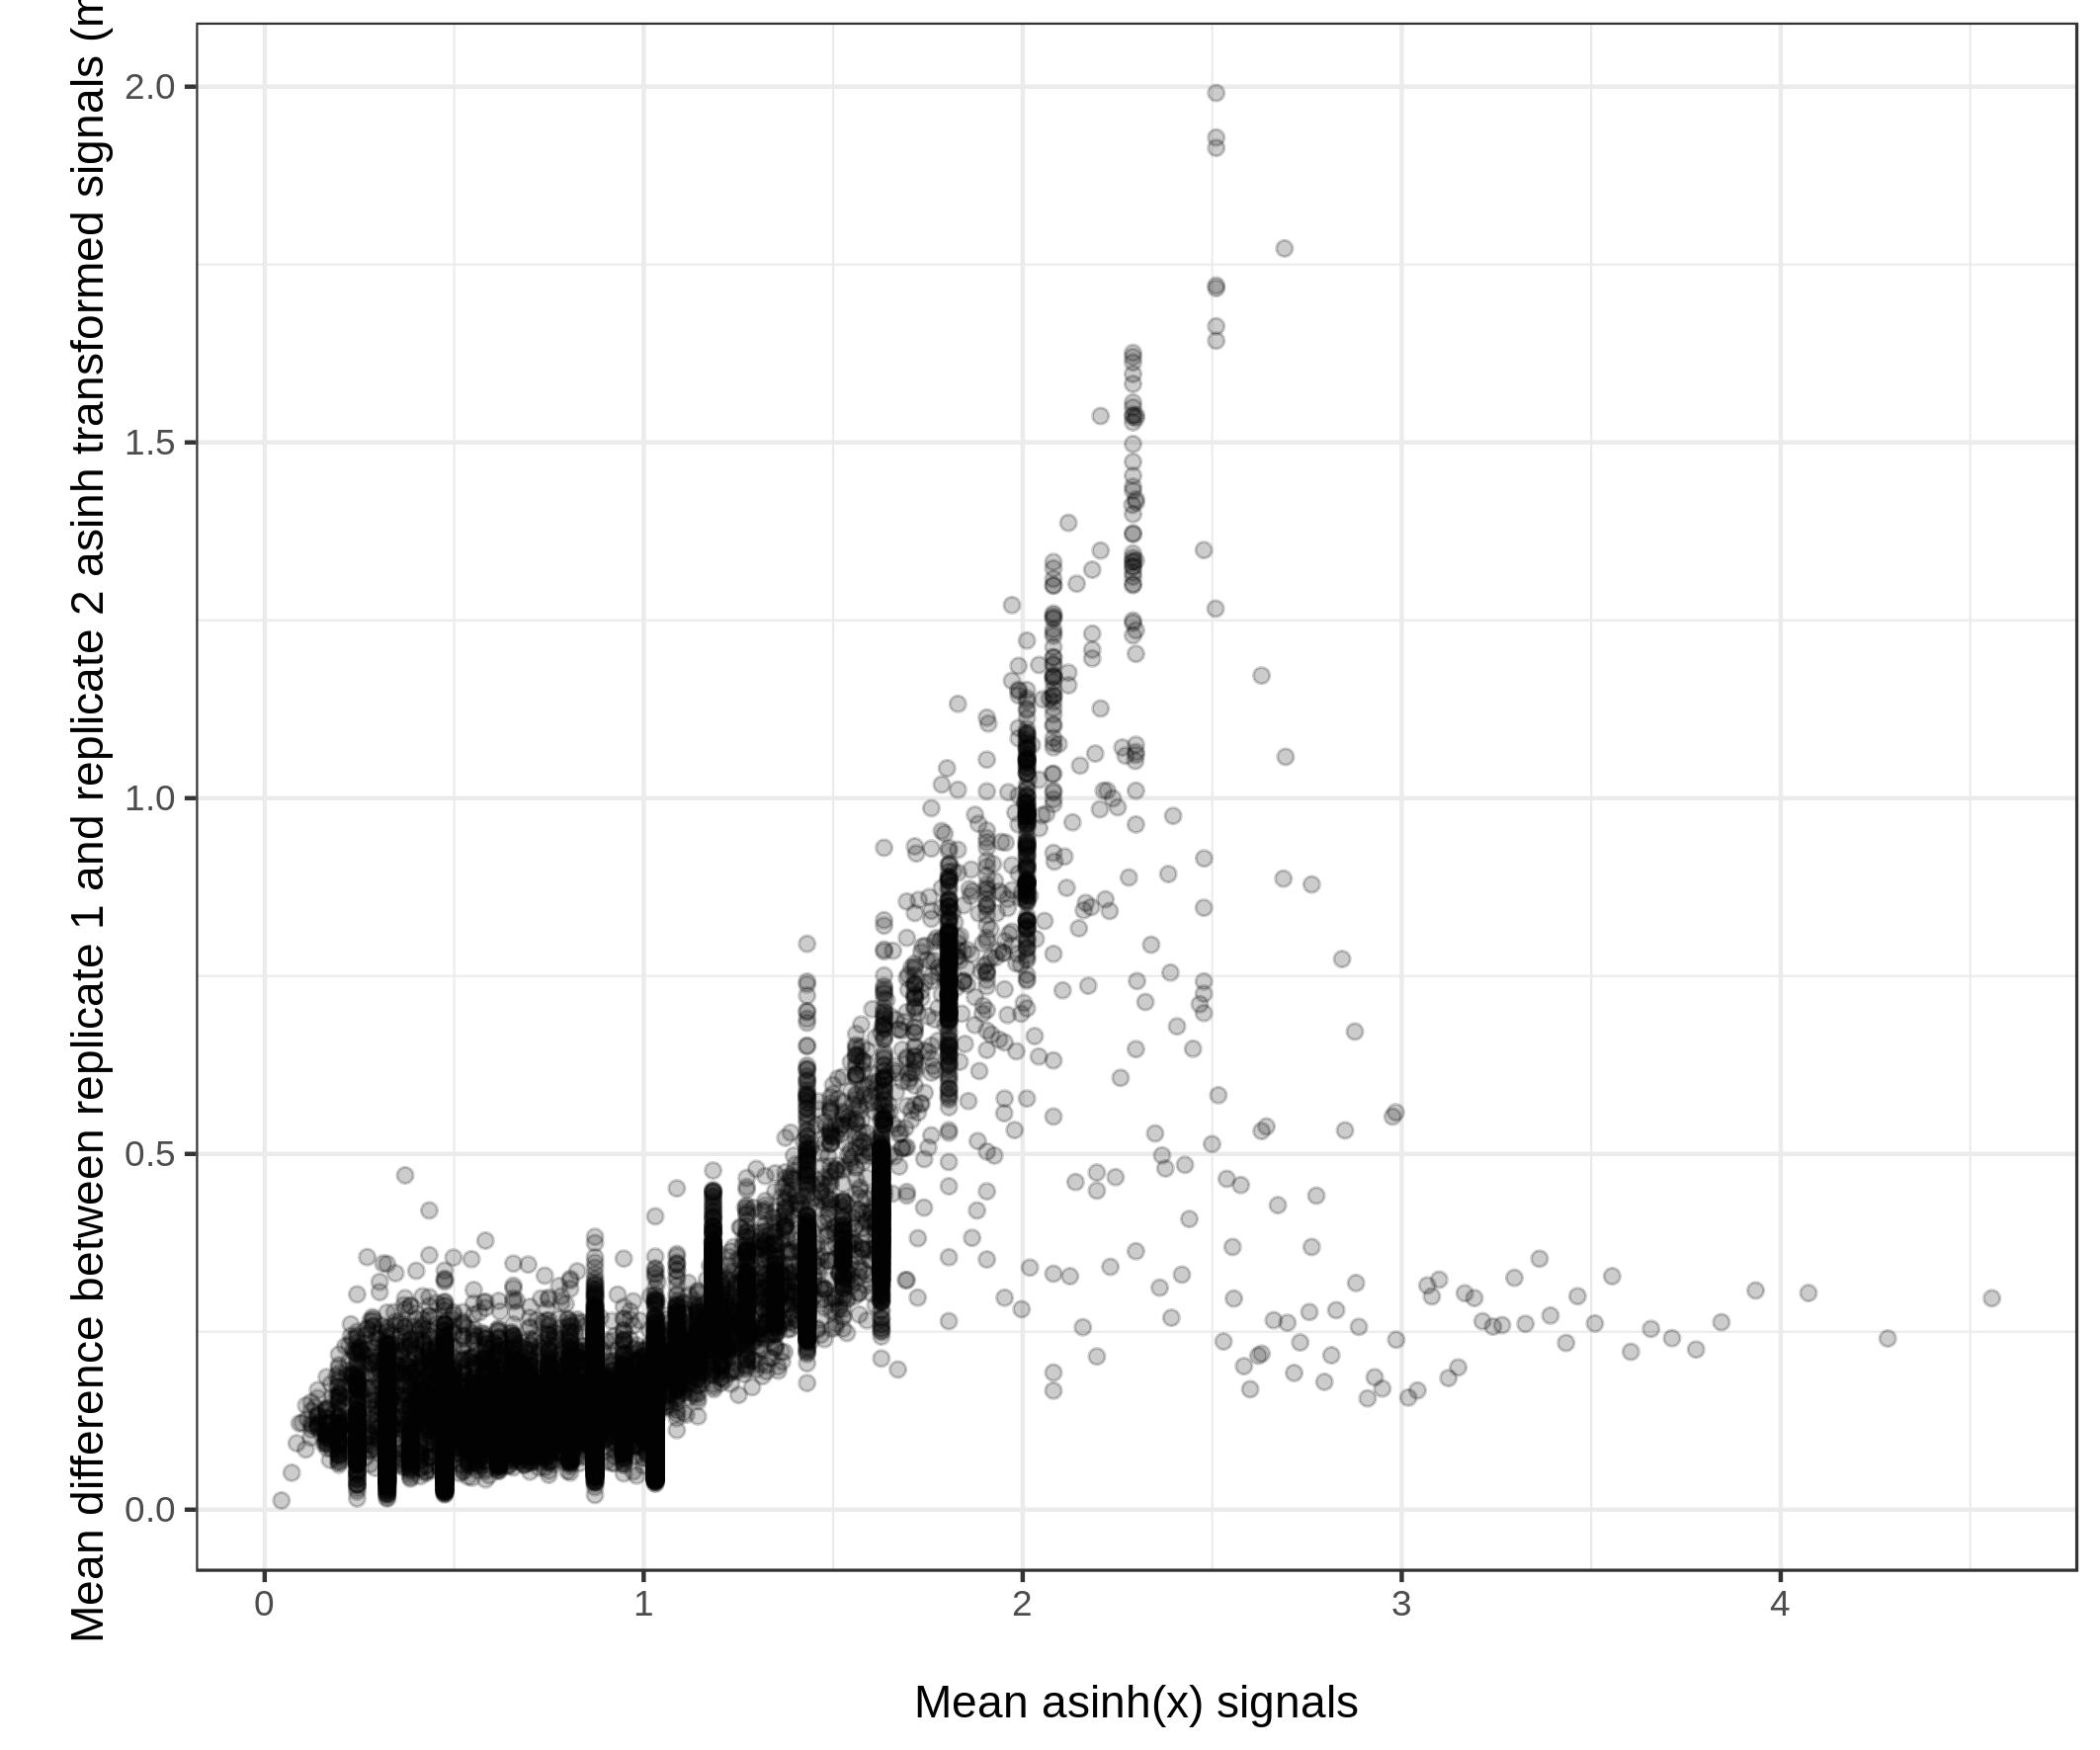 Mean difference between replicate 1 and replicate 2 asinh transformed signals
2.0
1.5
1.0
0.5
0.0
0 1 2 3 4
Mean asinh(x) signals